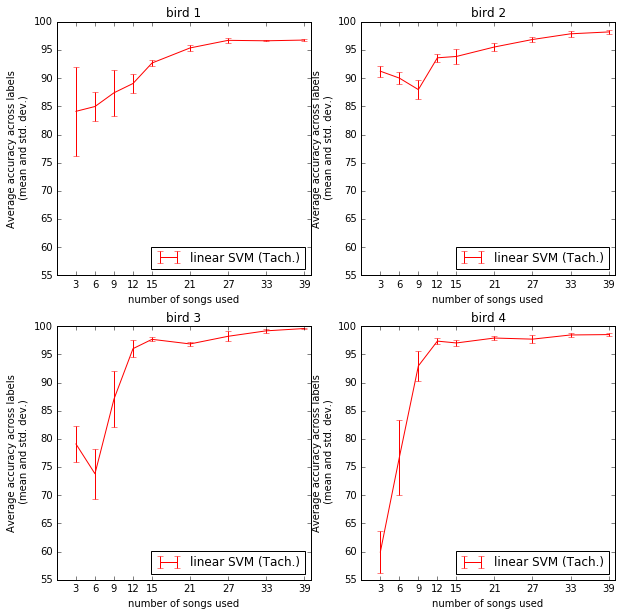 bird 1
100
95
90
85
80
75
70
65
60
55
Average accuracy across labels
(mean and std. dev.)
linear SVM (Tach.)
3 6 9 12 15 21 27 33 39
number of songs used
bird 2
100
95
90
85
80
75
70
65
60
55
Average accuracy across labels
(mean and std. dev.)
linear SVM (Tach.)
3 6 9 12 15 21 27 33 39
number of songs used
bird 3
100
95
90
85
80
75
70
65
60
55
Average accuracy across labels
(mean and std. dev.)
linear SVM (Tach.)
3 6 9 12 15 21 27 33 39
number of songs used
bird 4
100
95
90
85
80
75
70
65
60
55
Average accuracy across labels
(mean and std. dev.)
linear SVM (Tach.)
3 6 9 12 15 21 27 33 39
number of songs used